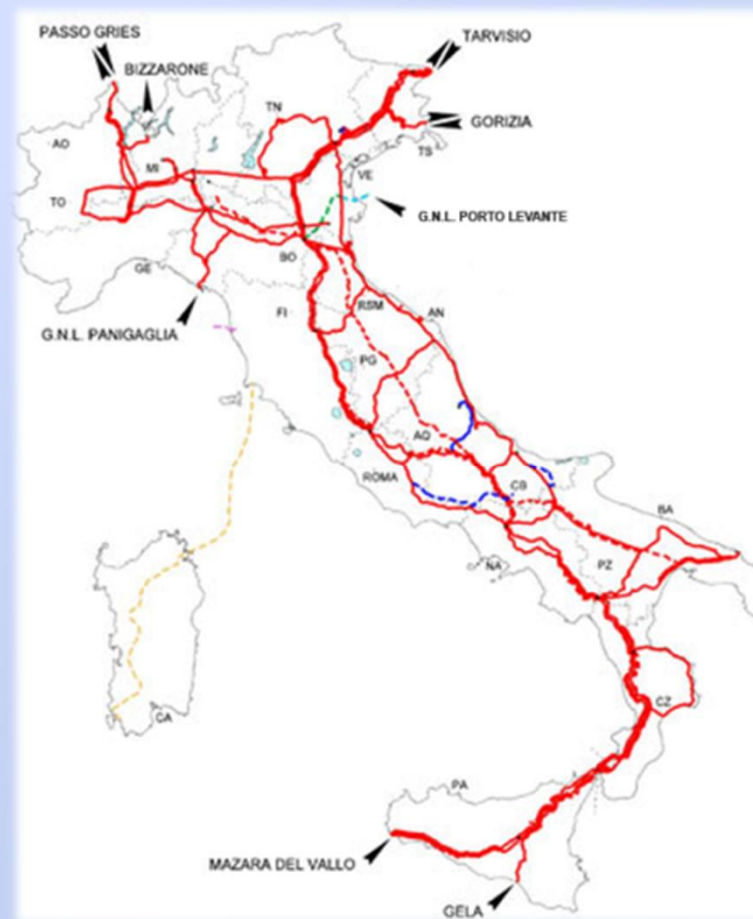 PASSO GRIES
TARVISIO
BIZZARONE
TN
GORIZIA
AO
TS
MI
VE
TO
G.N.L. PORTO LEVANTE
BO
GE
RSM
AN
FI
G.N.L. PANIGAGLIA
PG
AQ
ROMA
CB
BA
NA
PZ
CZ
CA
PA
MAZARA DEL VALLO
GELA